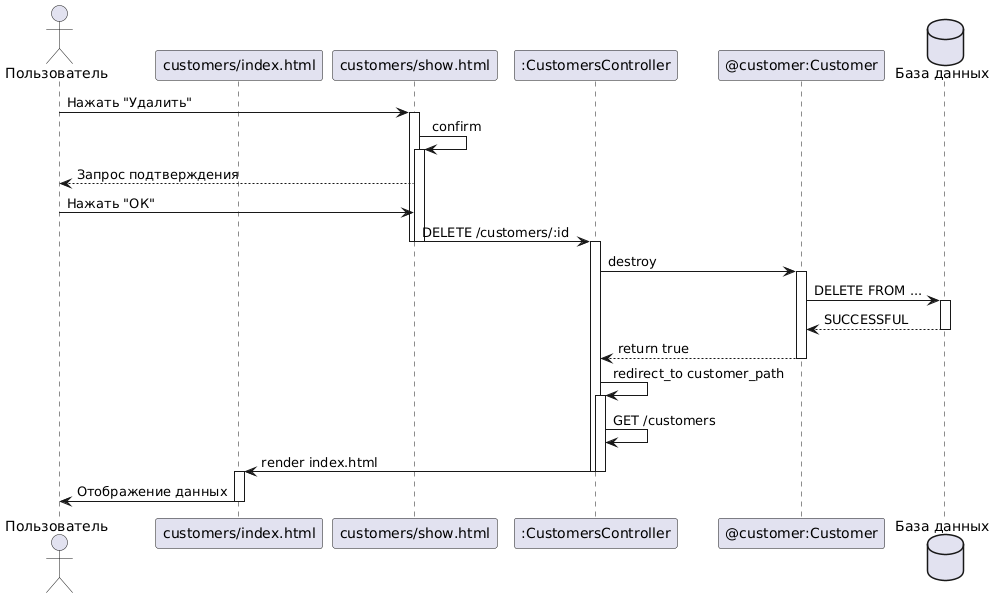 Пользователь
customers/index.html
customers/show.html
:CustomersController
@customer:Customer
База данных
Нажать "Удалить"
confirm
Запрос подтверждения
Нажать "ОК"
DELETE /customers/:id
destroy
DELETE FROM ...
SUCCESSFUL
return true
redirect_to customer_path
GET /customers
render index.html
Отображение данных
Пользователь
customers/index.html
customers/show.html
:CustomersController
@customer:Customer
База данных